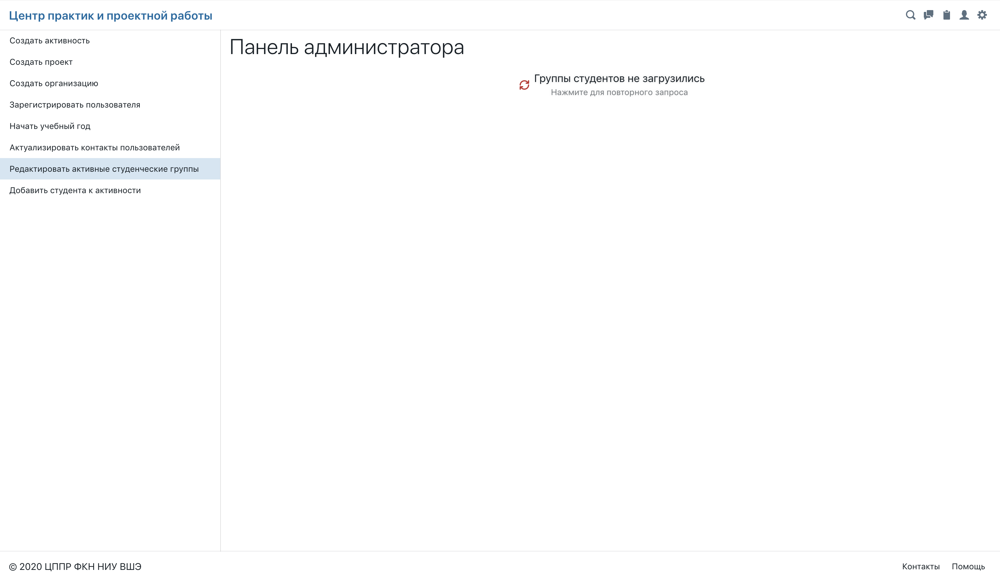 Центр практик и проектной работы
Создать активность
Создать проект
Создать организацию
Зарегистрировать пользователя
Начать учебный год
Актуализировать контакты пользователей
Редактировать активные студенческие группы
Добавить студента к активности
Панель администратора
Группы студентов не загрузились
Нажмите для повторного запроса
© 2020 ЦППР ФКН НИУ ВШЭ
Контакты Помощь